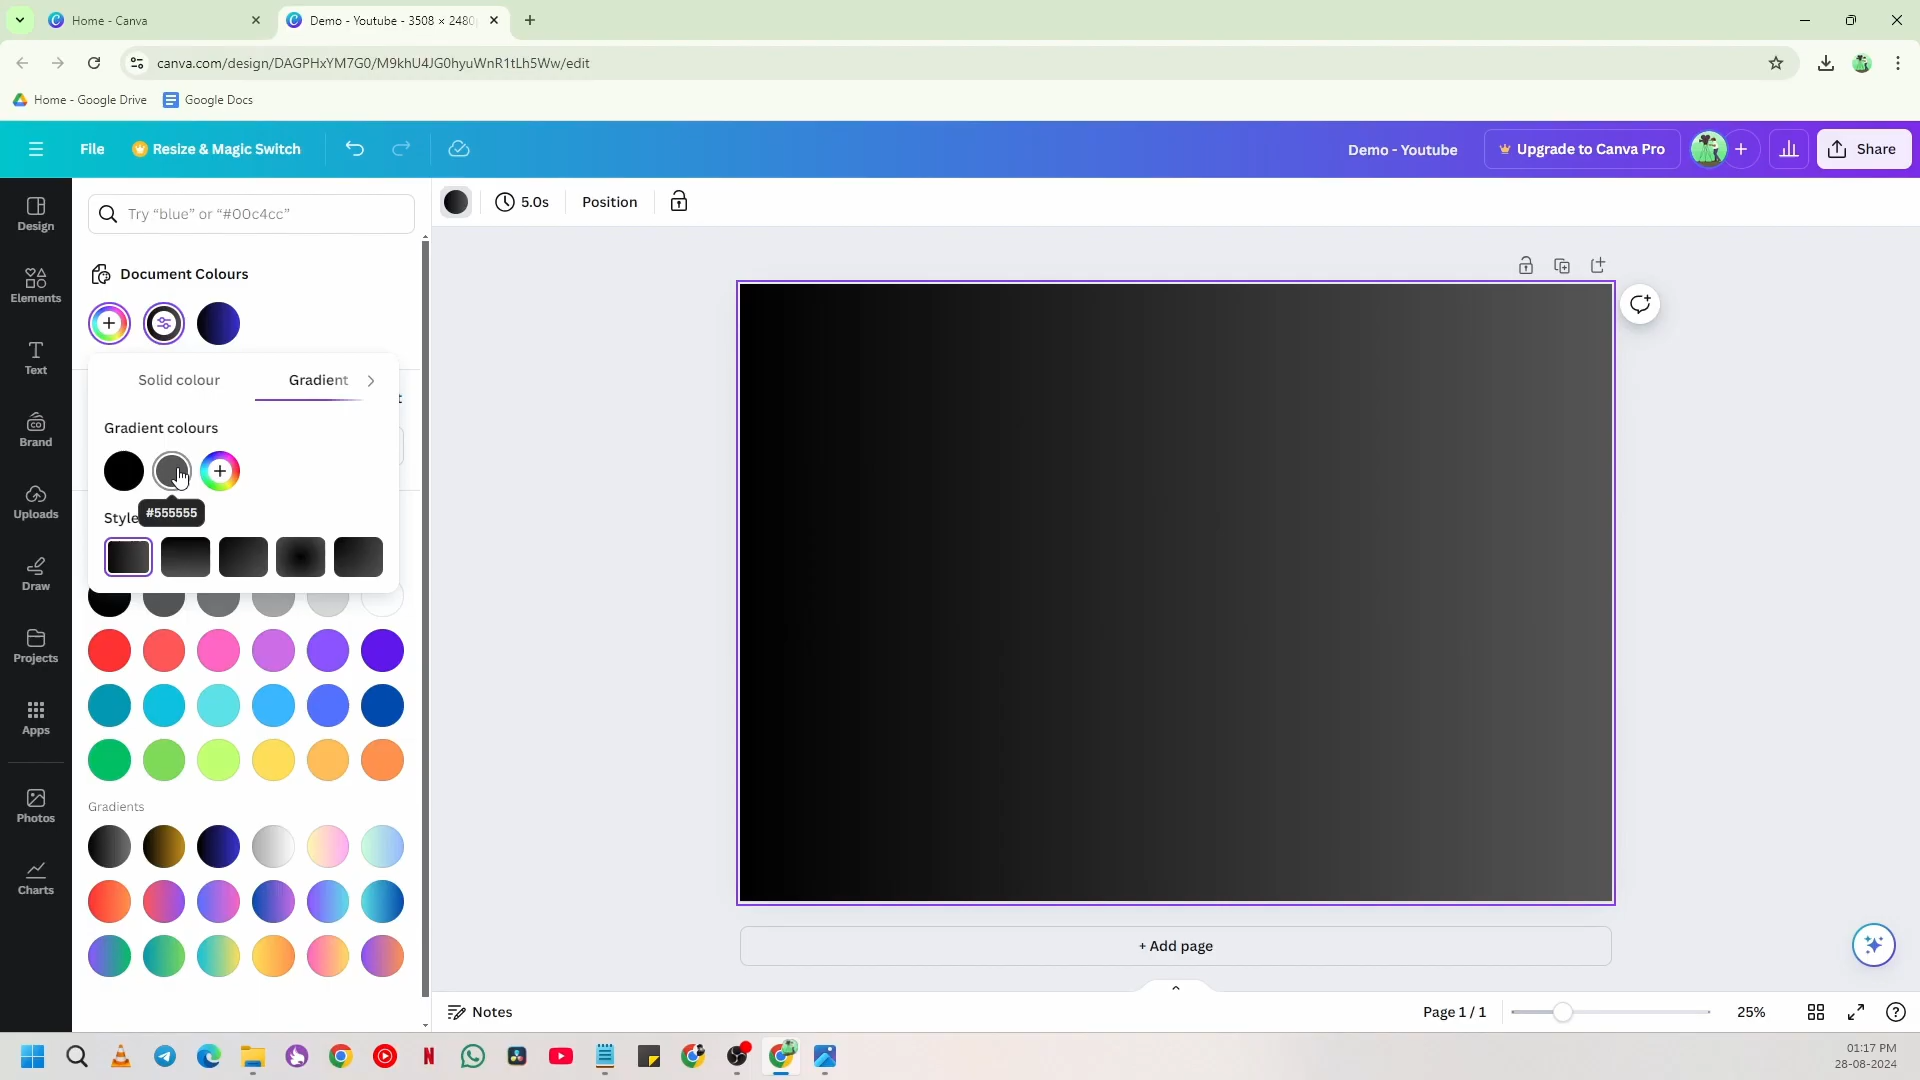 Home - Canva
Demo - Youtube - 3508 × 2480
canva.com/design/DAGPHxYM7G0/M9khU4JG0hyuWnR1tLh5Ww/edit
Home - Google Drive
Google Docs
File
Resize & Magic Switch
Demo - Youtube
Upgrade to Canva Pro
Share
Design
Elements
Text
Brand
Uploads
Draw
Projects
Apps
Photos
Charts
Try “blue” or “#00c4cc”
5.0s
Position
Document Colours
Solid colour
Gradient
Gradient colours
#555555
Style
Gradients
+ Add page
Notes
Page 1 / 1
25%
01:17 PM
28-08-2024